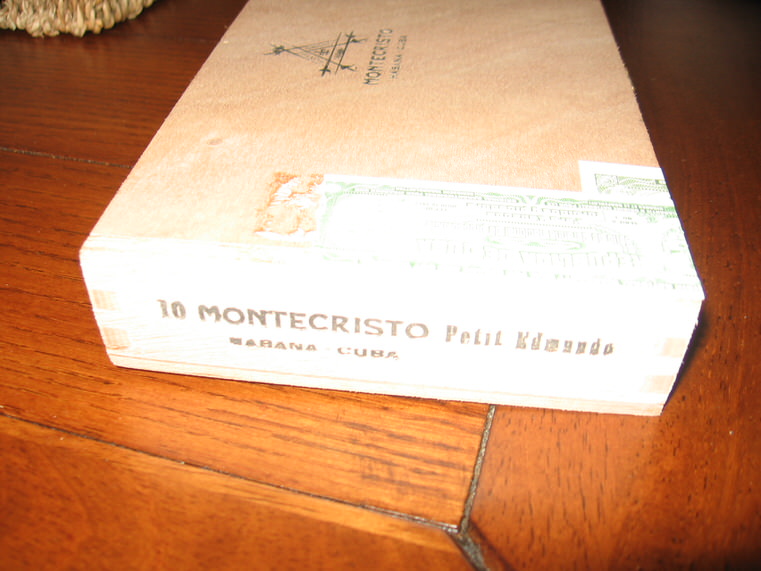 MONTECRISTO
HABANA - CUBA
10 MONTECRISTO Petit Edmundo
HABANA - CUBA